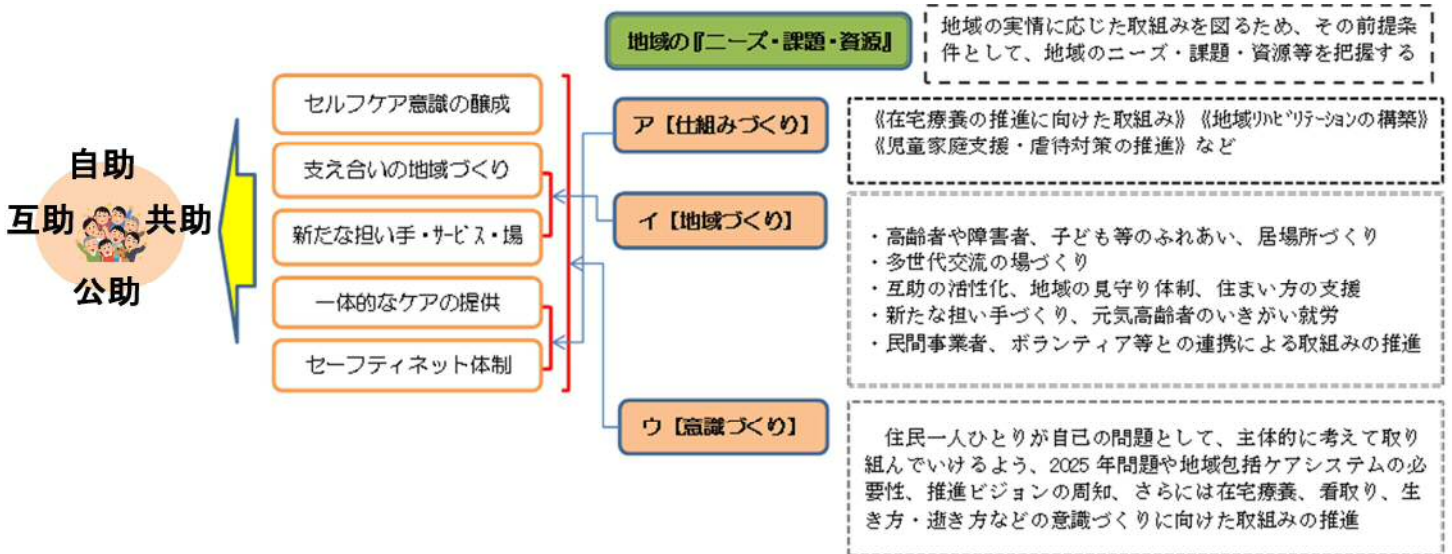 地域の『ニーズ・課題・資源』
地域の実情に応じた取組みを図るため、その前提条
件として、地域のニーズ・課題・資源等を把握する
自助
互助
共助
公助
セルフケア意識の醸成
支え合いの地域づくり
新たな担い手・ｻｰﾋﾞｽ・場
一体的なケアの提供
セーフティネット体制
ア【仕組みづくり】
《在宅療養の推進に向けた取組み》《地域ﾘﾊﾋﾞﾘﾃｰｼｮﾝの構築》
《児童家庭支援・虐待対策の推進》など
イ【地域づくり】
・高齢者や障害者、子ども等のふれあい、居場所づくり
・多世代交流の場づくり
・互助の活性化、地域の見守り体制、住まい方の支援
・新たな担い手づくり、元気高齢者のいきがい就労
・民間事業者、ボランティア等との連携による取組みの推進
ウ【意識づくり】
住民一人ひとりが自己の問題として、主体的に考えて取り
組んでいけるよう、2025 年問題や地域包括ケアシステムの必
要性、推進ビジョンの周知、さらには在宅療養、看取り、生
き方・逝き方などの意識づくりに向けた取組みの推進